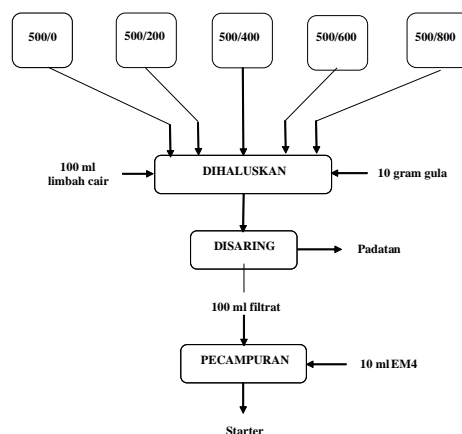 500/0
500/200
500/400
500/600
500/800
100 ml
limbah cair
DIHALUSKAN
10 gram gula
DISARING
Padatan
100 ml filtrat
PECAMPURAN
10 ml EM4
Starter